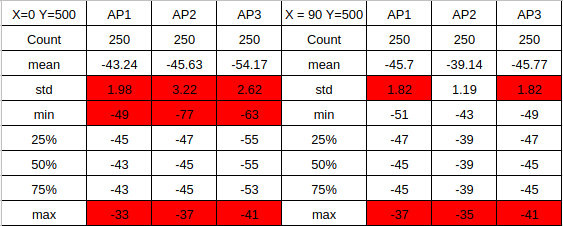 X=0 Y=500 AP1 AP2 AP3 X = 90 Y=500 AP1 AP2 AP3
Count 250 250 250 Count 250 250 250
mean -43.24 -45.63 -54.17 mean -45.7 -39.14 -45.77
std 1.98 3.22 2.62 std 1.82 1.19 1.82
min -49 -77 -63 min -51 -43 -49
25% -45 -47 -55 25% -47 -39 -47
50% -43 -45 -55 50% -45 -39 -45
75% -43 -45 -53 75% -45 -39 -45
max -33 -37 -41 max -37 -35 -41